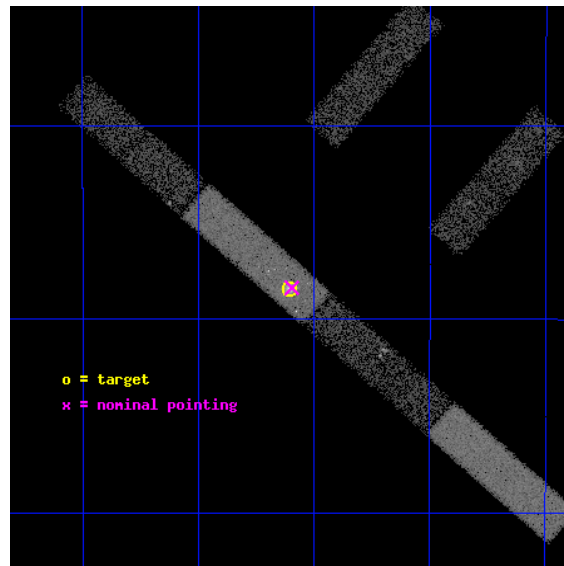 o = target
x = nominal pointing